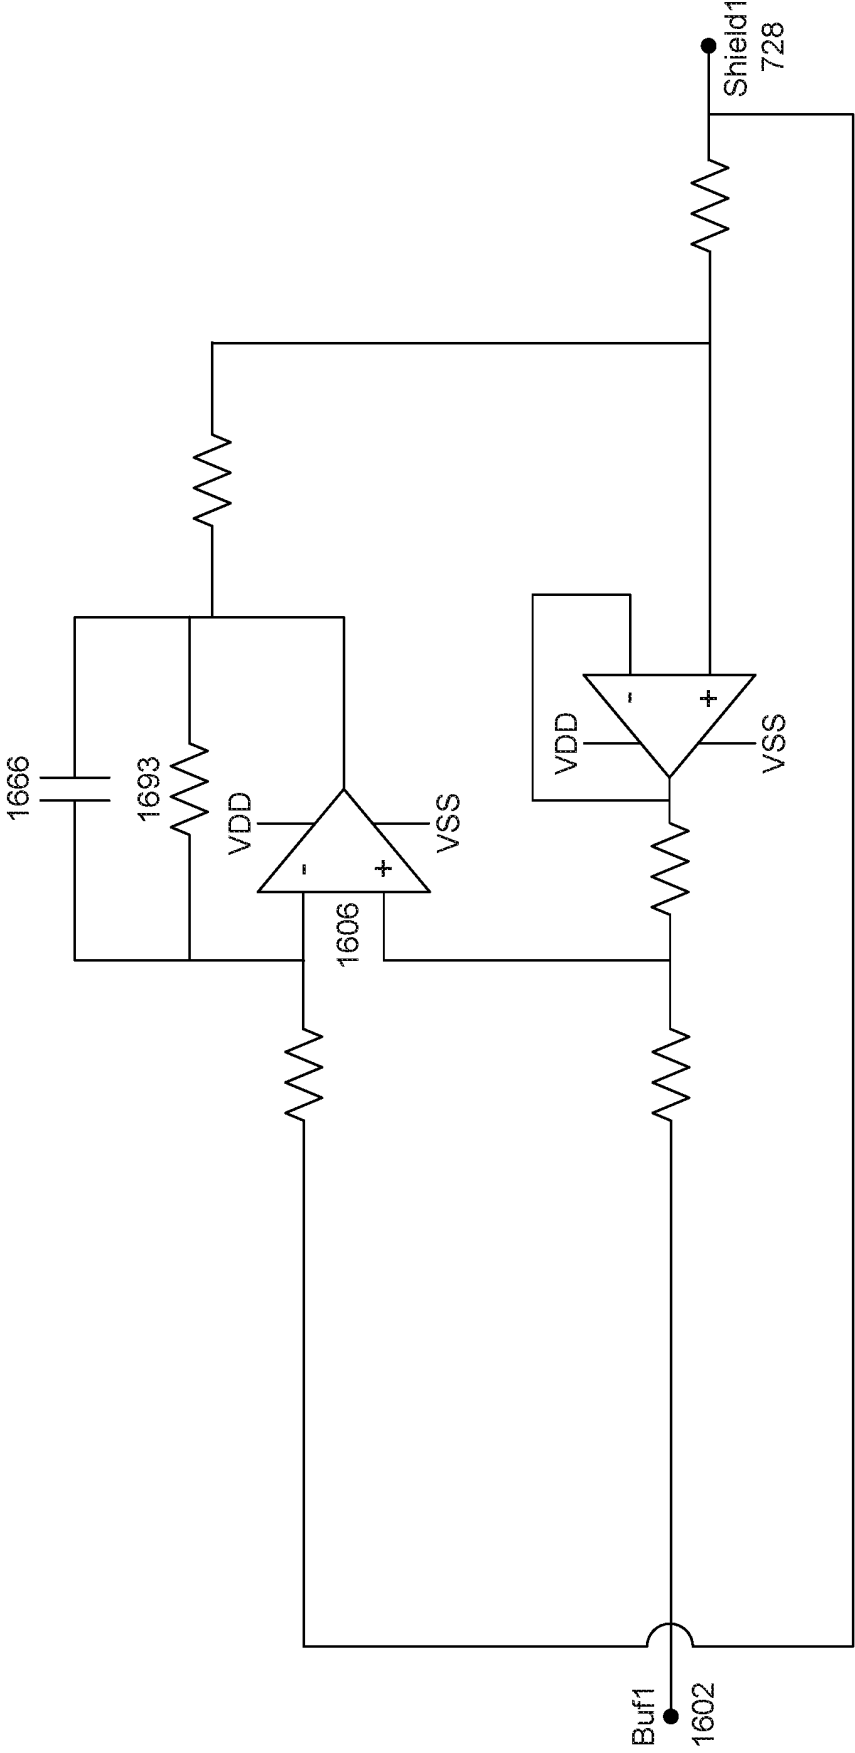 1666
1693
VDD
-
+
VSS
1606
VDD
-
+
VSS
Shield1
728
Buf1
1602